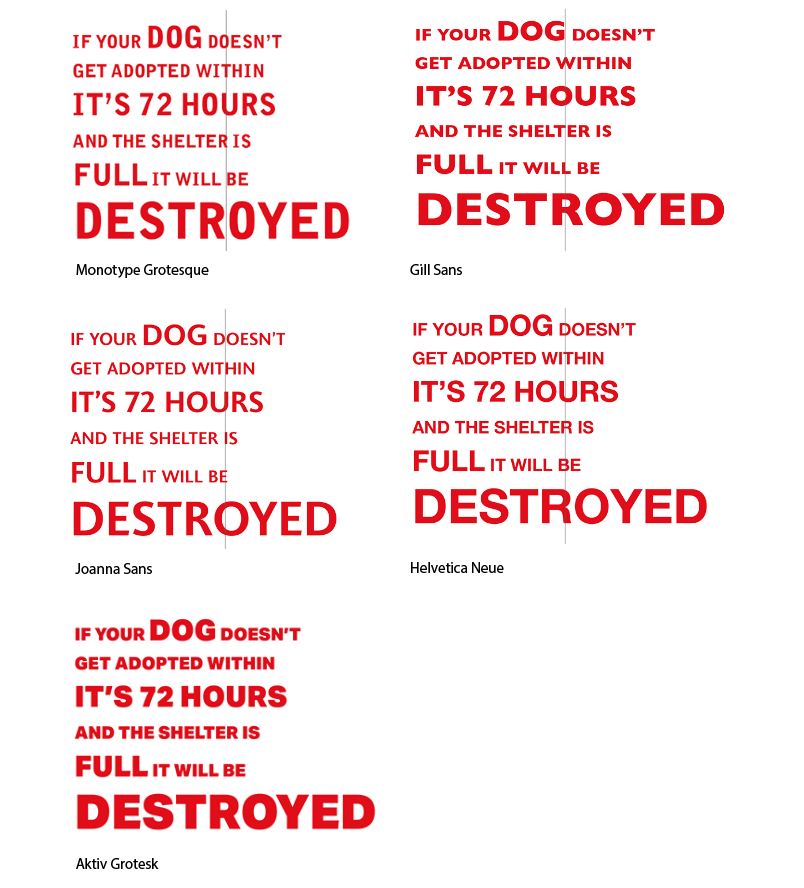 IF YOUR DOG DOESN'T
GET ADOPTED WITHIN
IT'S 72 HOURS
AND THE SHELTER IS
FULL IT WILL BE
DESTROYED
Monotype Grotesque
IF YOUR DOG DOESN'T
GET ADOPTED WITHIN
IT'S 72 HOURS
AND THE SHELTER IS
FULL IT WILL BE
DESTROYED
Gill Sans
IF YOUR DOG DOESN'T
GET ADOPTED WITHIN
IT'S 72 HOURS
AND THE SHELTER IS
FULL IT WILL BE
DESTROYED
Joanna Sans
IF YOUR DOG DOESN'T
GET ADOPTED WITHIN
IT'S 72 HOURS
AND THE SHELTER IS
FULL IT WILL BE
DESTROYED
Helvetica Neue
IF YOUR DOG DOESN'T
GET ADOPTED WITHIN
IT'S 72 HOURS
AND THE SHELTER IS
FULL IT WILL BE
DESTROYED
Aktiv Grotesk